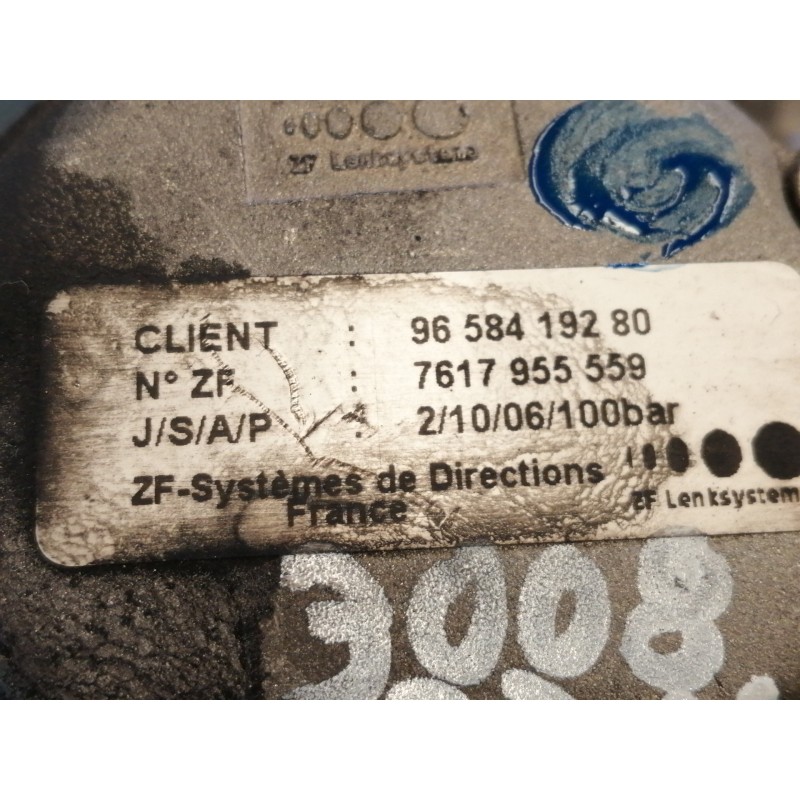 ZF Lenksysteme
CLIENT : 96 584 192 80
N° ZF : 7617 955 559
J/S/A/P : 2/10/06/100bar
ZF-Systèmes de Directions
France
ZF Lenksystem
3008